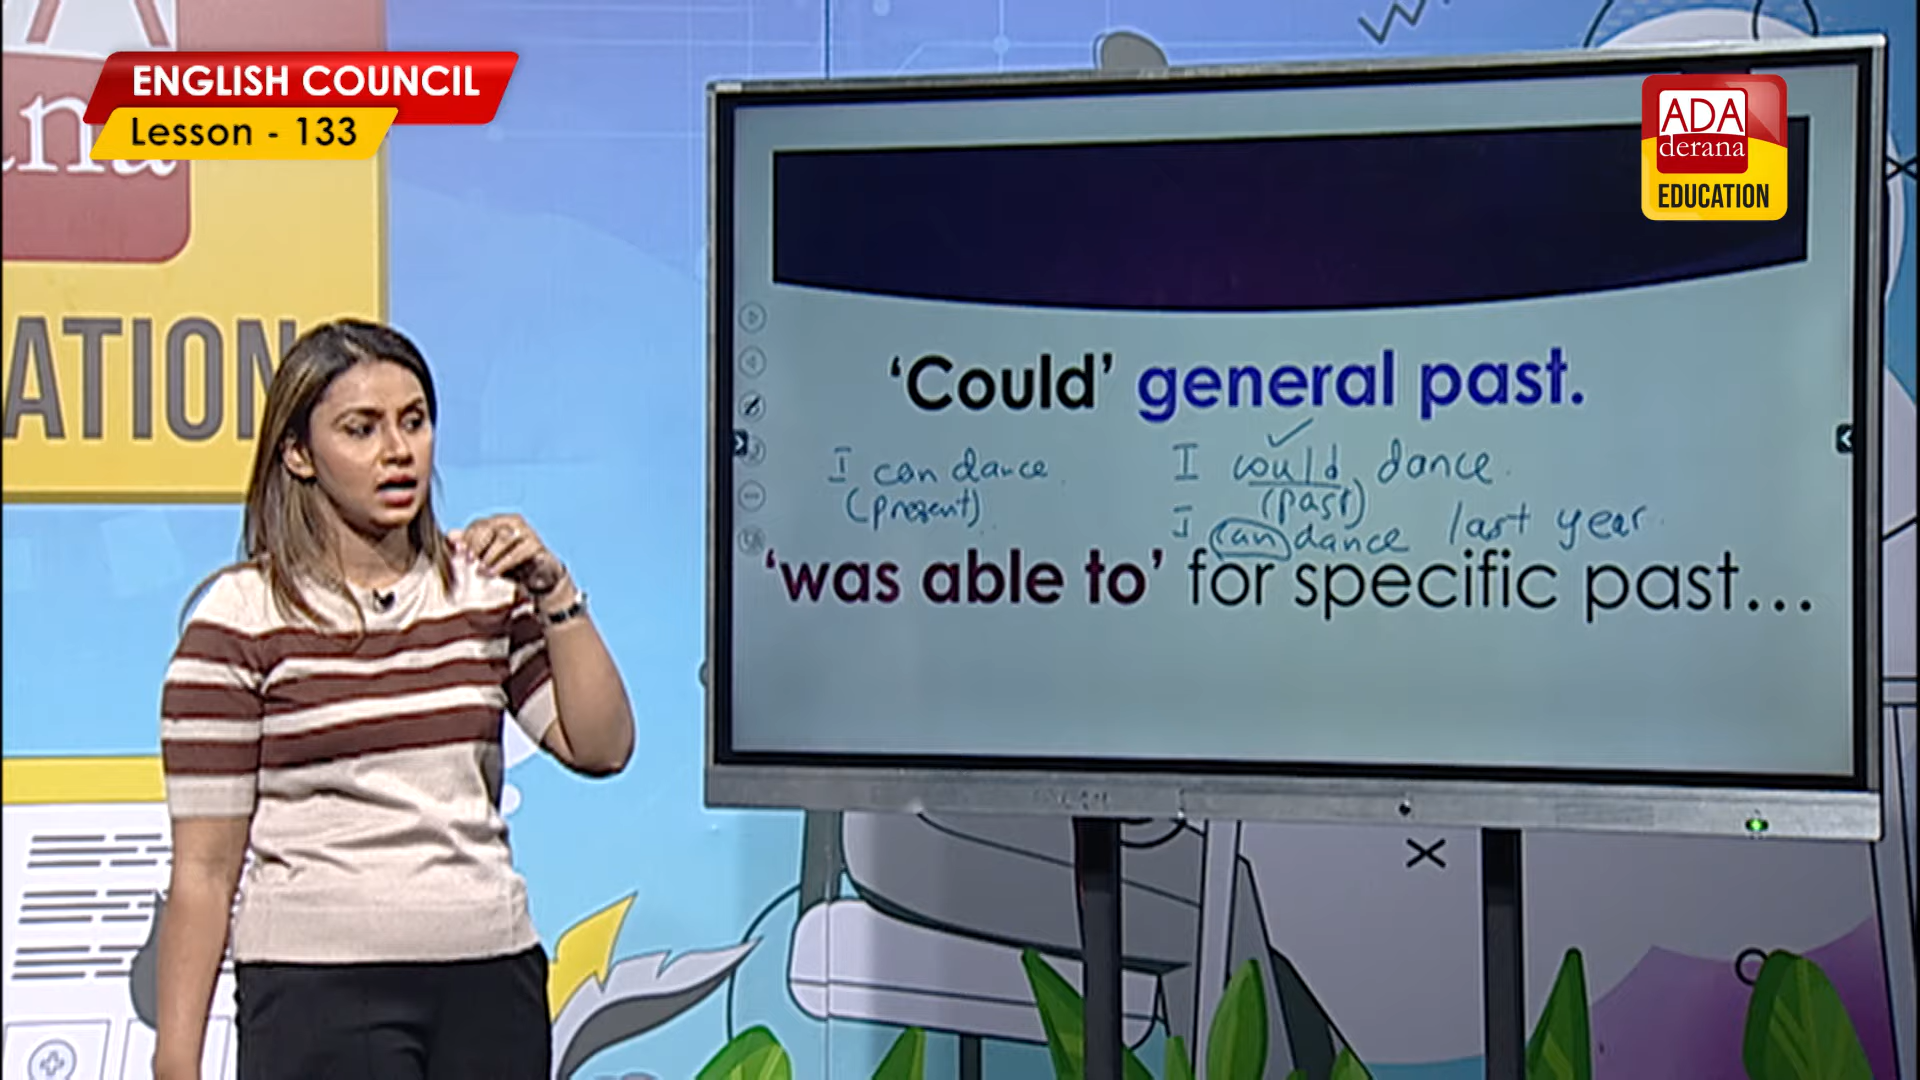 ENGLISH COUNCIL
Lesson - 133
ADA
derana
EDUCATION
na
ATION
‘Could’ general past.
I can dance
(present)
I could dance.
(past)
I can dance last year.
‘was able to’ for specific past...